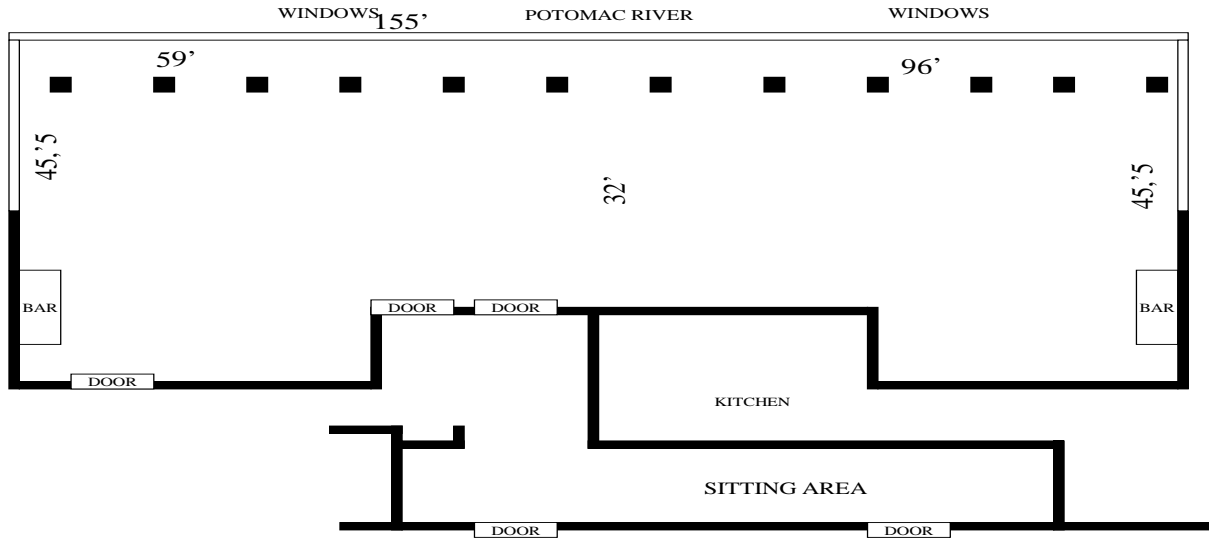 WINDOWS POTOMAC RIVER WINDOWS
155’
59’ 96’
45,’5 32’ 45,’5
BAR BAR
DOOR DOOR
DOOR
KITCHEN
SITTING AREA
DOOR DOOR